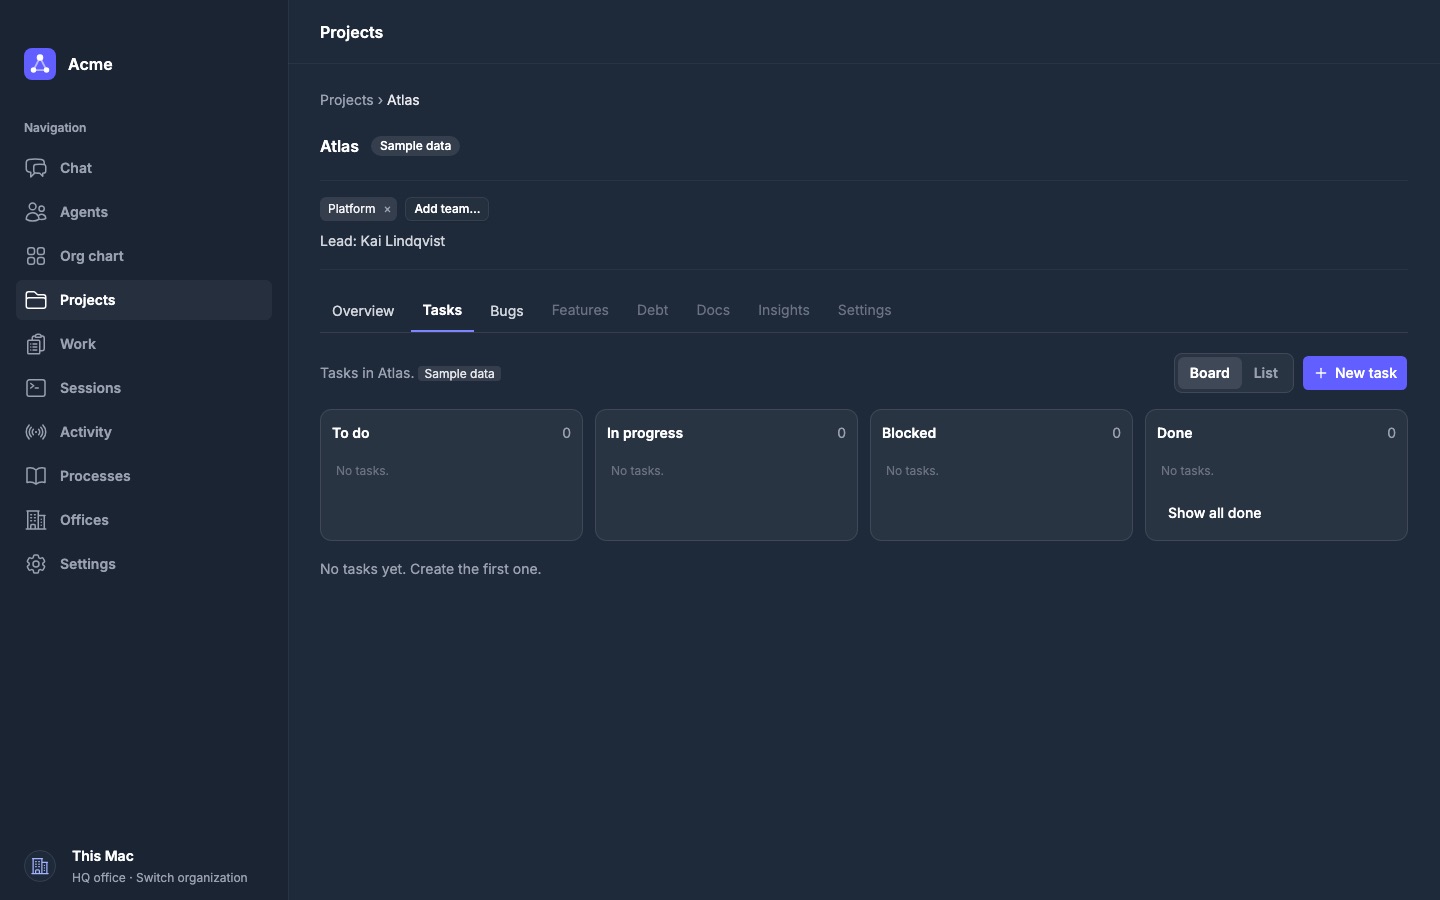 Acme
Navigation
Chat
Agents
Org chart
Projects
Work
Sessions
Activity
Processes
Offices
Settings
This Mac
HQ office · Switch organization
Projects
Projects › Atlas
Atlas Sample data
Platform × Add team...
Lead: Kai Lindqvist
Overview Tasks Bugs Features Debt Docs Insights Settings
Tasks in Atlas. Sample data Board List + New task
To do 0 In progress 0 Blocked 0 Done 0
No tasks. No tasks. No tasks. No tasks.
Show all done
No tasks yet. Create the first one.